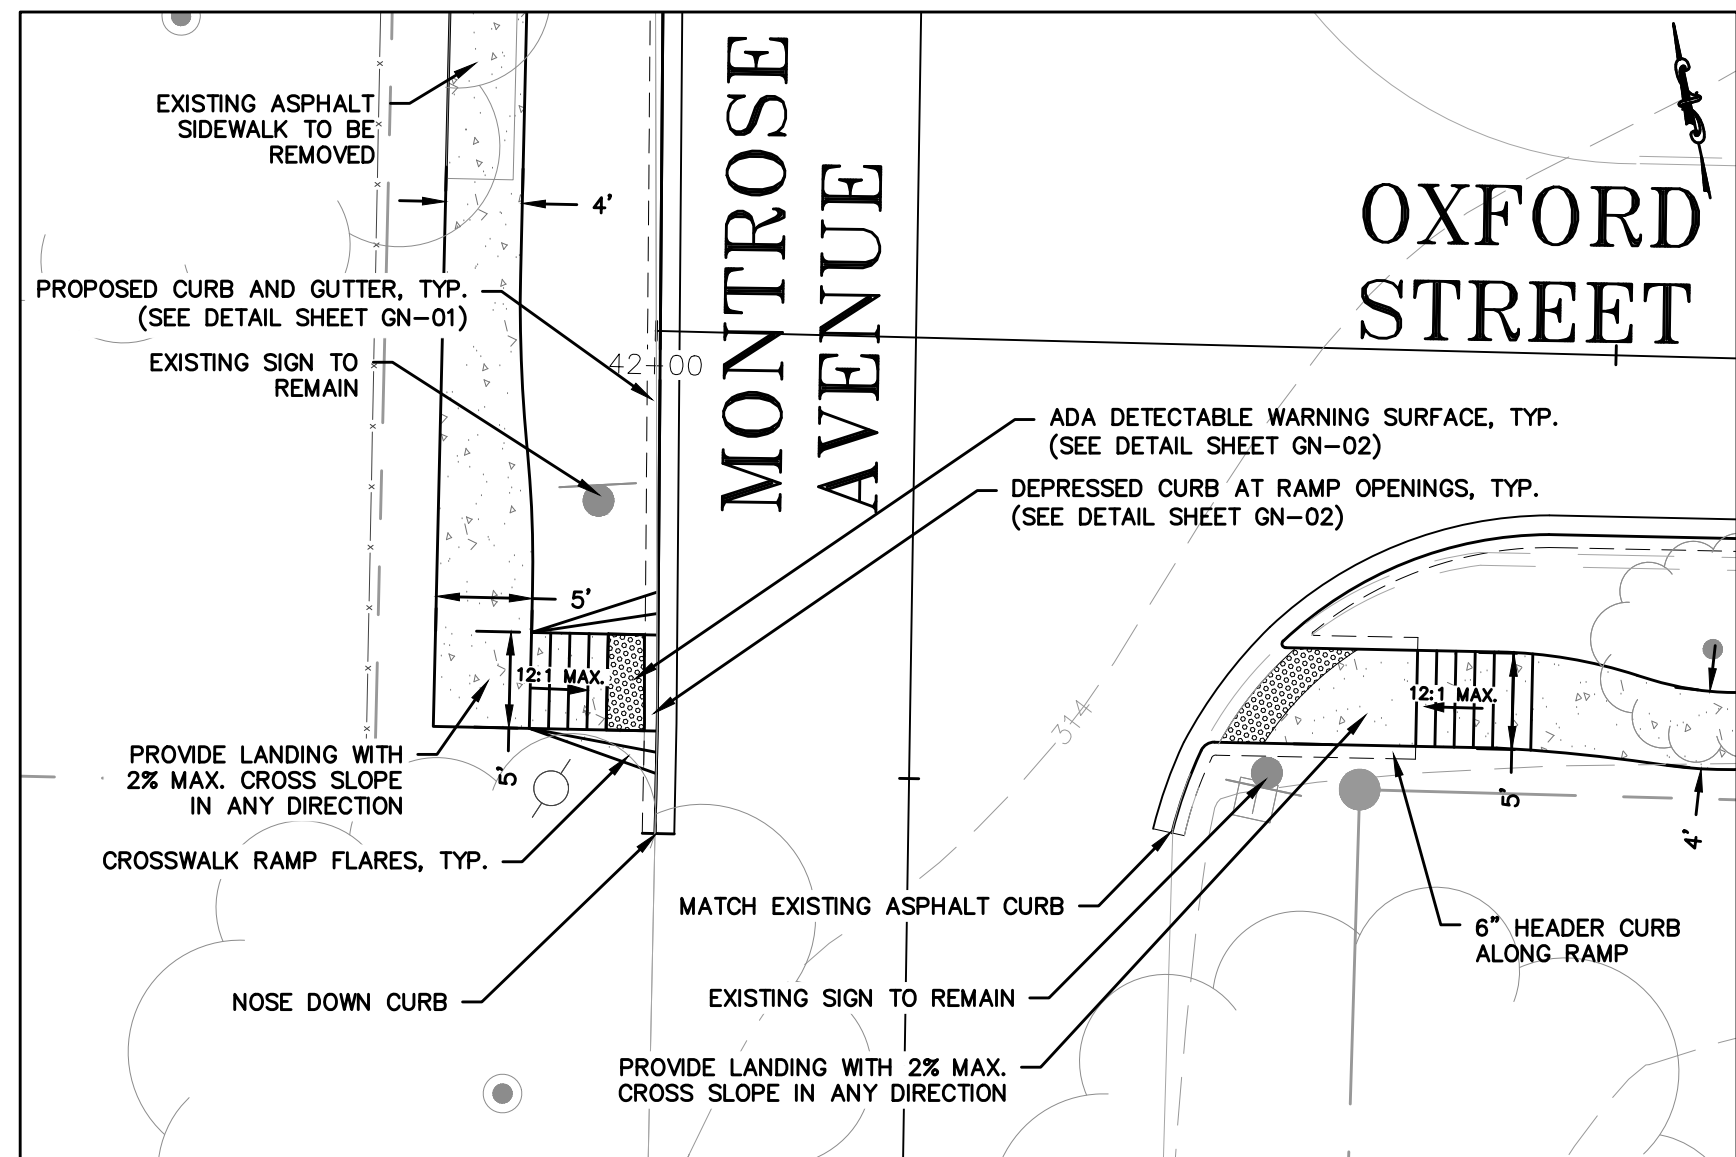 EXISTING ASPHALT
SIDEWALK TO BE
REMOVED
4'
PROPOSED CURB AND GUTTER, TYP.
(SEE DETAIL SHEET GN-01)
EXISTING SIGN TO
REMAIN
42+00
MONTROSE
AVENUE
OXFORD
STREET
ADA DETECTABLE WARNING SURFACE, TYP.
(SEE DETAIL SHEET GN-02)
DEPRESSED CURB AT RAMP OPENINGS, TYP.
(SEE DETAIL SHEET GN-02)
5'
12:1 MAX.
5'
314
12:1 MAX.
5'
4'
PROVIDE LANDING WITH
2% MAX. CROSS SLOPE
IN ANY DIRECTION
CROSSWALK RAMP FLARES, TYP.
NOSE DOWN CURB
MATCH EXISTING ASPHALT CURB
6" HEADER CURB
ALONG RAMP
EXISTING SIGN TO REMAIN
PROVIDE LANDING WITH 2% MAX.
CROSS SLOPE IN ANY DIRECTION